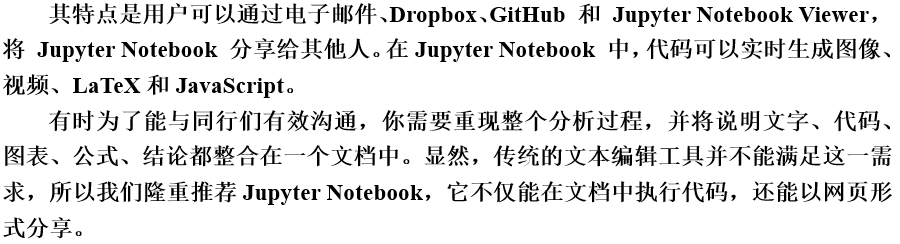 其特点是用户可以通过电子邮件、Dropbox、GitHub 和 Jupyter Notebook Viewer，
将 Jupyter Notebook 分享给其他人。在 Jupyter Notebook 中，代码可以实时生成图像、
视频、LaTeX 和 JavaScript。
有时为了能与同行们有效沟通，你需要重现整个分析过程，并将说明文字、代码、
图表、公式、结论都整合在一个文档中。显然，传统的文本编辑工具并不能满足这一需
求，所以我们隆重推荐 Jupyter Notebook，它不仅能在文档中执行代码，还能以网页形
式分享。